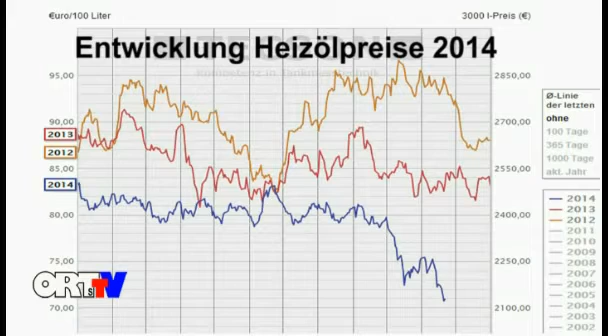 €uro/100 Liter
3000 l-Preis (€)
Entwicklung Heizölpreise 2014
95,00
2850,00
90,00
2700,00
2013
2012
85,00
2550,00
2014
80,00
2400,00
75,00
2250,00
70,00
2100,00
Ø-Linie
der letzten
ohne
100 Tage
365 Tage
1000 Tage
akt. Jahr
2014
2013
2012
2011
2010
2009
2008
2007
2006
2005
2004
2003
2002
ORTSTV